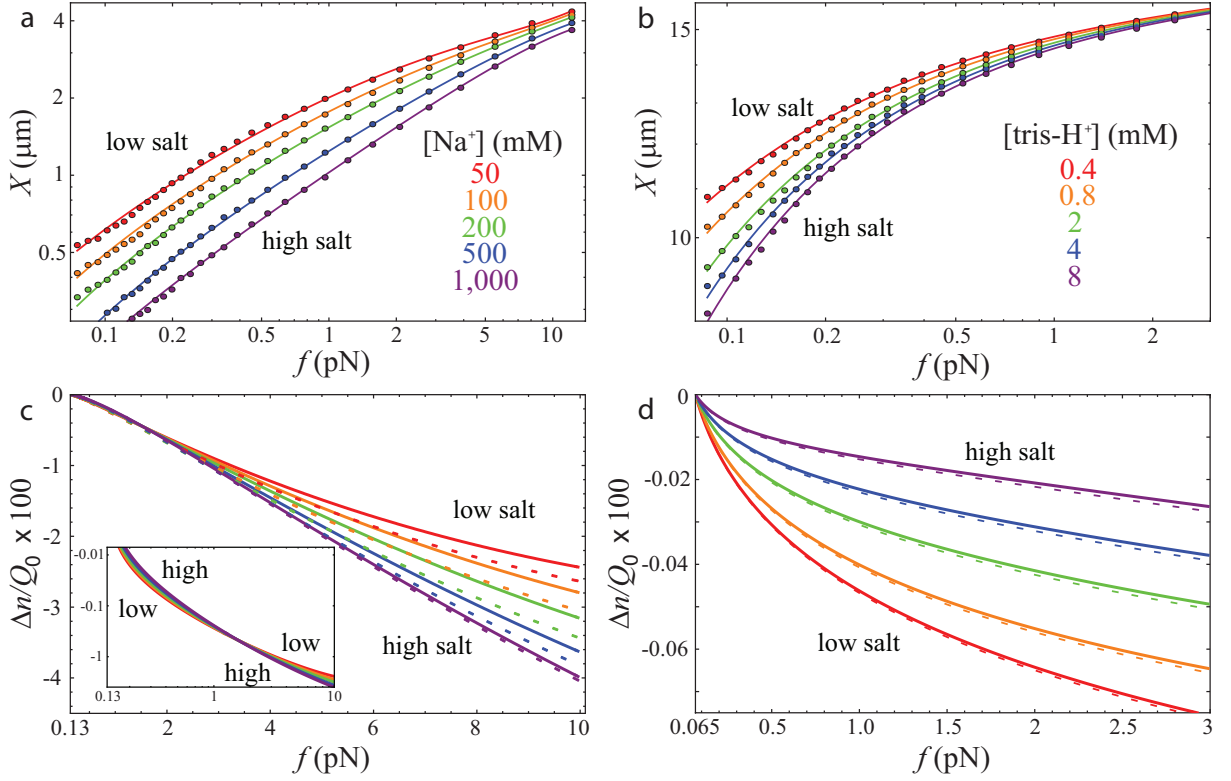 a
4
2
1
0.5
X (μm)
low salt
high salt
[Na⁺] (mM)
50
100
200
500
1,000
0.1
0.2
0.5
1
2
5
10
f (pN)
b
15
10
X (μm)
low salt
high salt
[tris-H⁺] (mM)
0.4
0.8
2
4
8
0.1
0.2
0.5
1
2
f (pN)
c
0
-1
-2
-3
-4
Δn/Q₀ x 100
low salt
high salt
-0.01
-0.1
-1
high
low
low
high
0.13
1
10
0.13
2
4
6
8
10
f (pN)
d
0
-0.02
-0.04
-0.06
Δn/Q₀ x 100
high salt
low salt
0.065
0.5
1.0
1.5
2
2.5
3
f (pN)